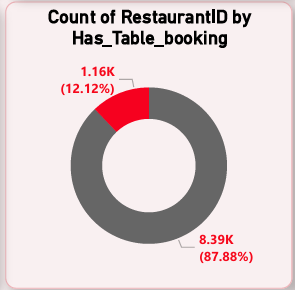 Count of RestaurantID by
Has_Table_booking
1.16K
(12.12%)
8.39K
(87.88%)